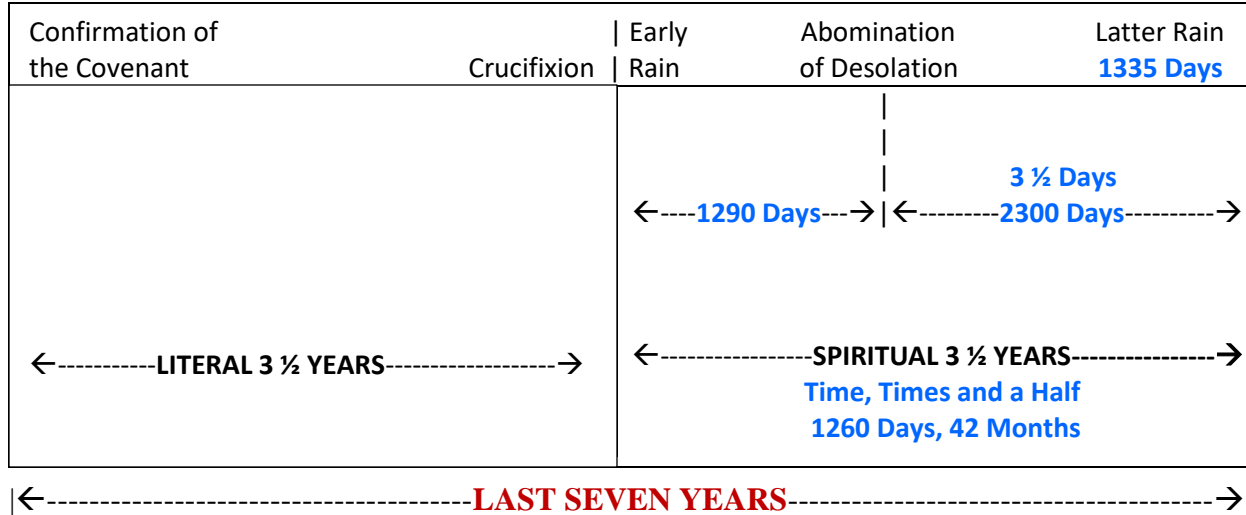 Confirmation of | Early Abomination Latter Rain
the Covenant Crucifixion | Rain of Desolation 1335 Days
|
|
| 3 ½ Days
←----1290 Days---→|←---------2300 Days----------→
←-----------LITERAL 3 ½ YEARS--------------------→ ←-----------------SPIRITUAL 3 ½ YEARS----------------→
Time, Times and a Half
1260 Days, 42 Months
|←-----------------------------------------LAST SEVEN YEARS-----------------------------------------→